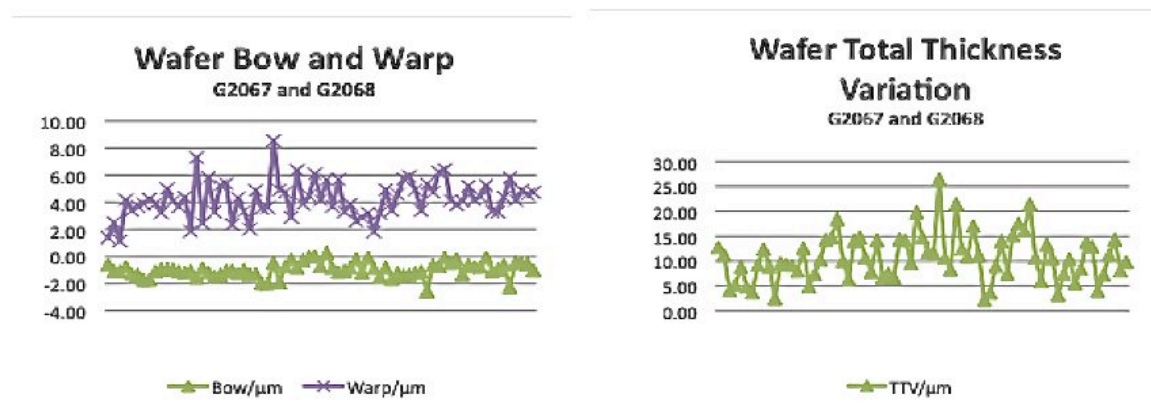 Wafer Bow and Warp
G2067 and G2068
10.00
8.00
6.00
4.00
2.00
0.00
-2.00
-4.00
Bow/µm Warp/µm
Wafer Total Thickness
Variation
G2067 and G2068
30.00
25.00
20.00
15.00
10.00
5.00
0.00
TTV/µm